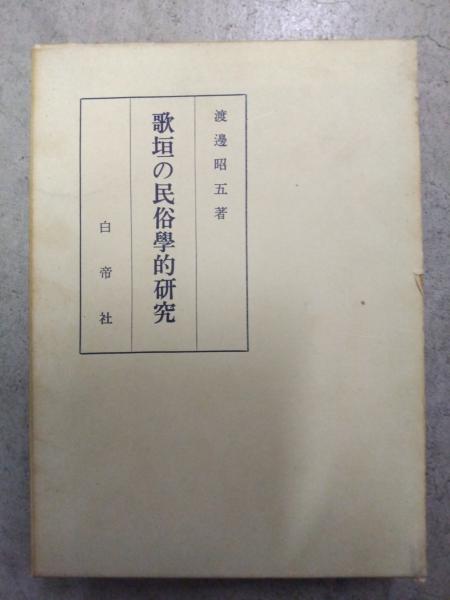 渡邊昭五著
歌垣の民俗學的研究
白帝社